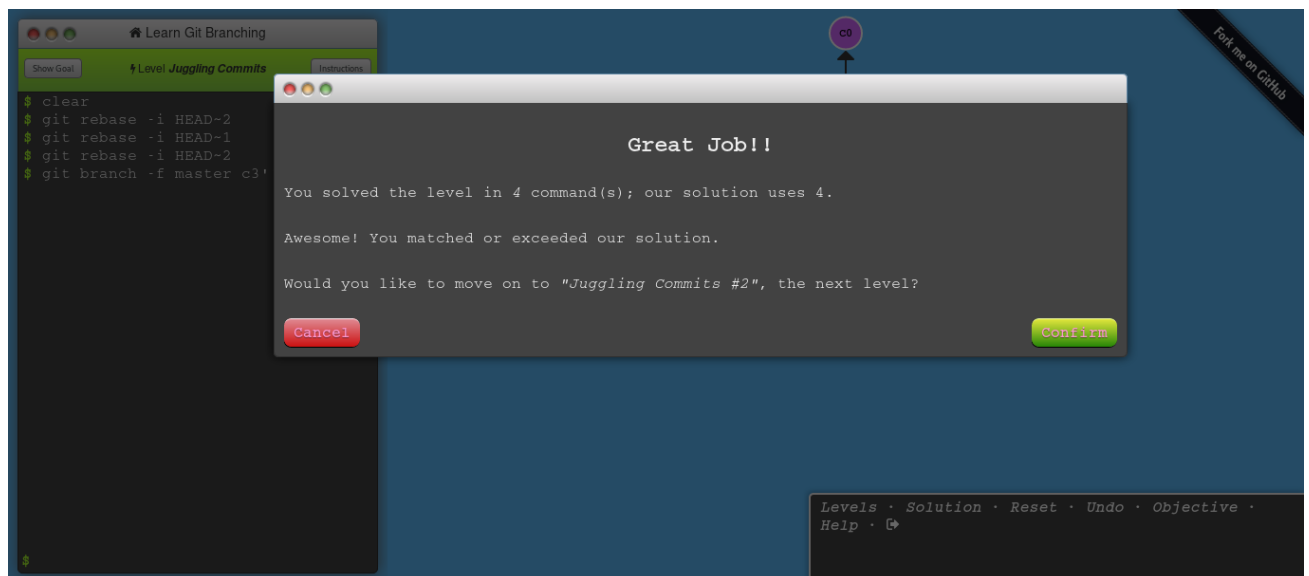 Learn Git Branching
C0
Fork me on GitHub
Show Goal
Level Juggling Commits
Instructions
$ clear
$ git rebase -i HEAD~2
$ git rebase -i HEAD~1
$ git rebase -i HEAD~2
$ git branch -f master c3'
Great Job!!
You solved the level in 4 command(s); our solution uses 4.
Awesome! You matched or exceeded our solution.
Would you like to move on to "Juggling Commits #2", the next level?
Cancel
Confirm
Levels · Solution · Reset · Undo · Objective ·
Help ·
$